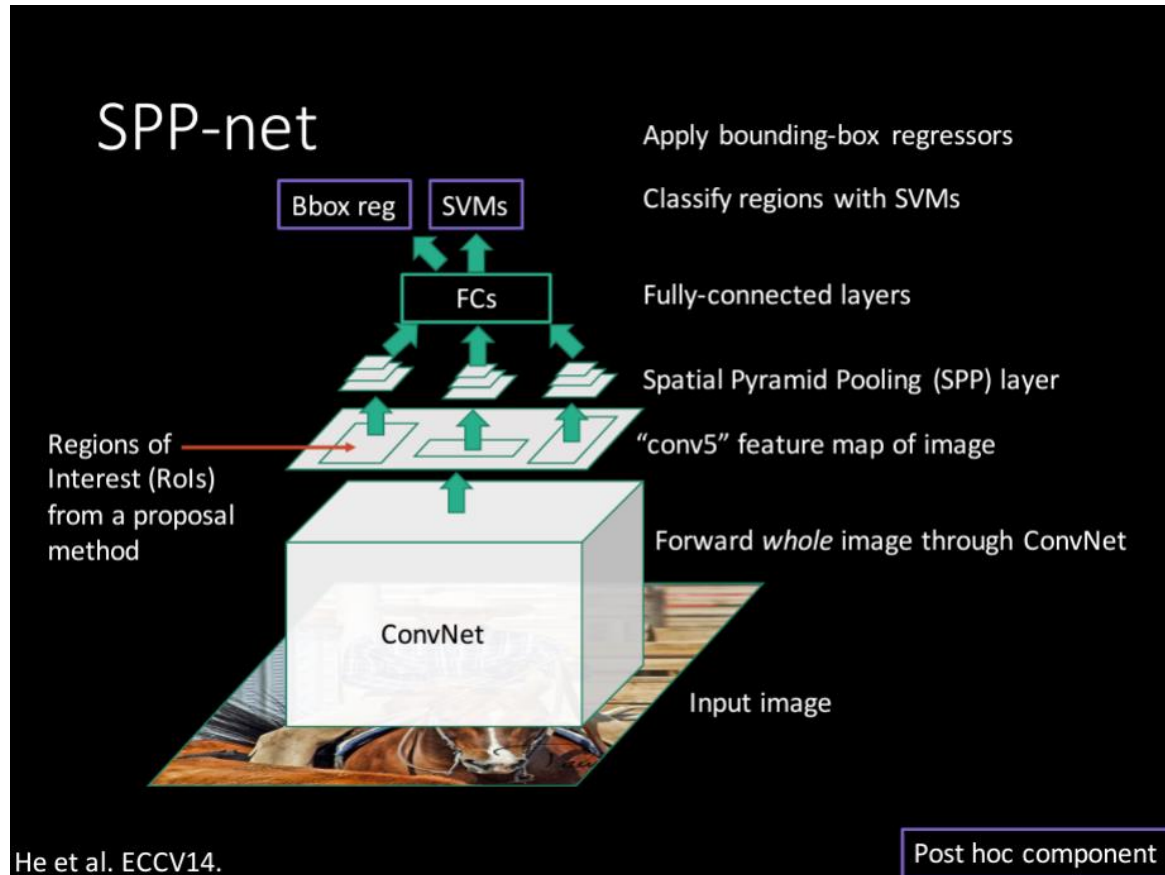 SPP-net
Apply bounding-box regressors
Bbox reg
SVMs
Classify regions with SVMs
FCs
Fully-connected layers
Spatial Pyramid Pooling (SPP) layer
Regions of
Interest (RoIs)
from a proposal
method
“conv5” feature map of image
Forward whole image through ConvNet
ConvNet
Input image
He et al. ECCV14.
Post hoc component